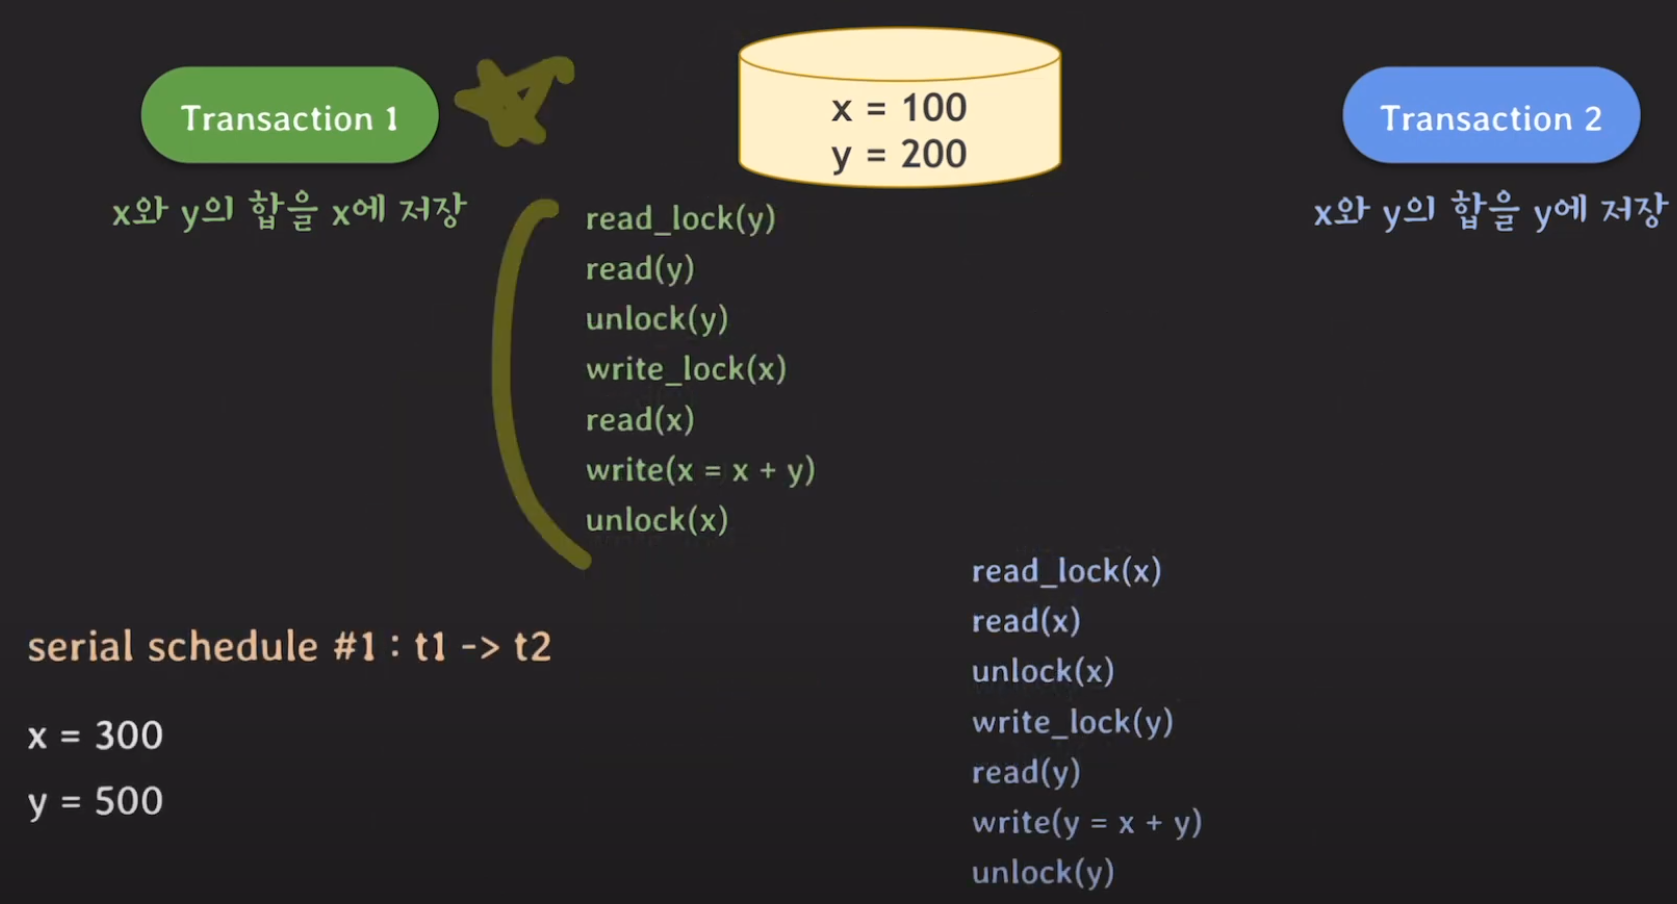 Transaction 1
x = 100
y = 200
Transaction 2
x와 y의 합을 x에 저장
x와 y의 합을 y에 저장
read_lock(y)
read(y)
unlock(y)
write_lock(x)
read(x)
write(x = x + y)
unlock(x)
read_lock(x)
read(x)
unlock(x)
write_lock(y)
read(y)
write(y = x + y)
unlock(y)
serial schedule #1 : t1 -> t2
x = 300
y = 500